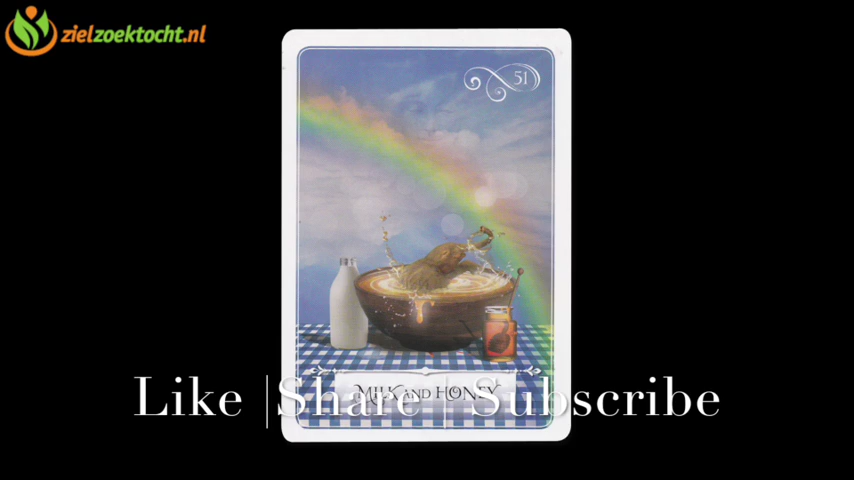 zielzoektocht.nl
51
MILK AND HONEY
Like | Share | Subscribe